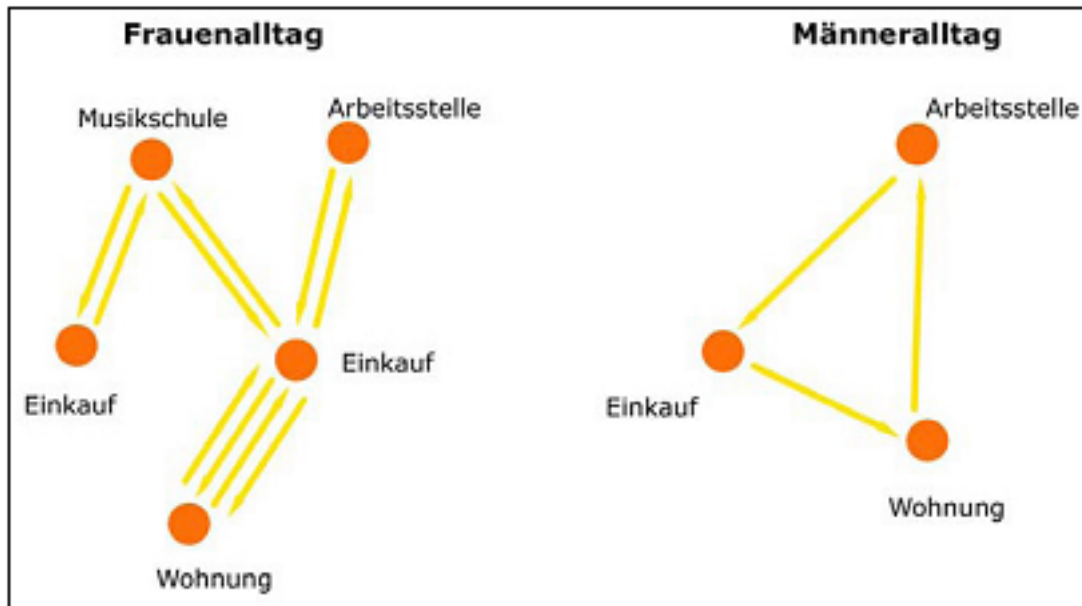 Frauenalltag
Musikschule
Arbeitsstelle
Einkauf
Einkauf
Wohnung
Männeralltag
Arbeitsstelle
Einkauf
Wohnung